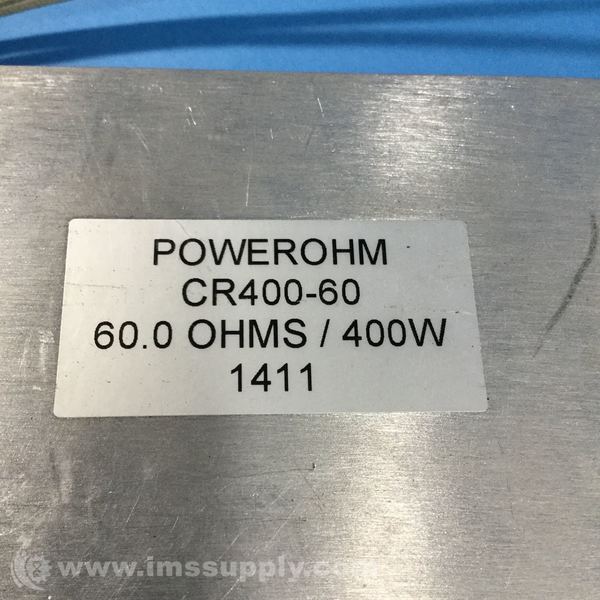 POWEROHM
CR400-60
60.0 OHMS / 400W
1411
www.imssupply.com